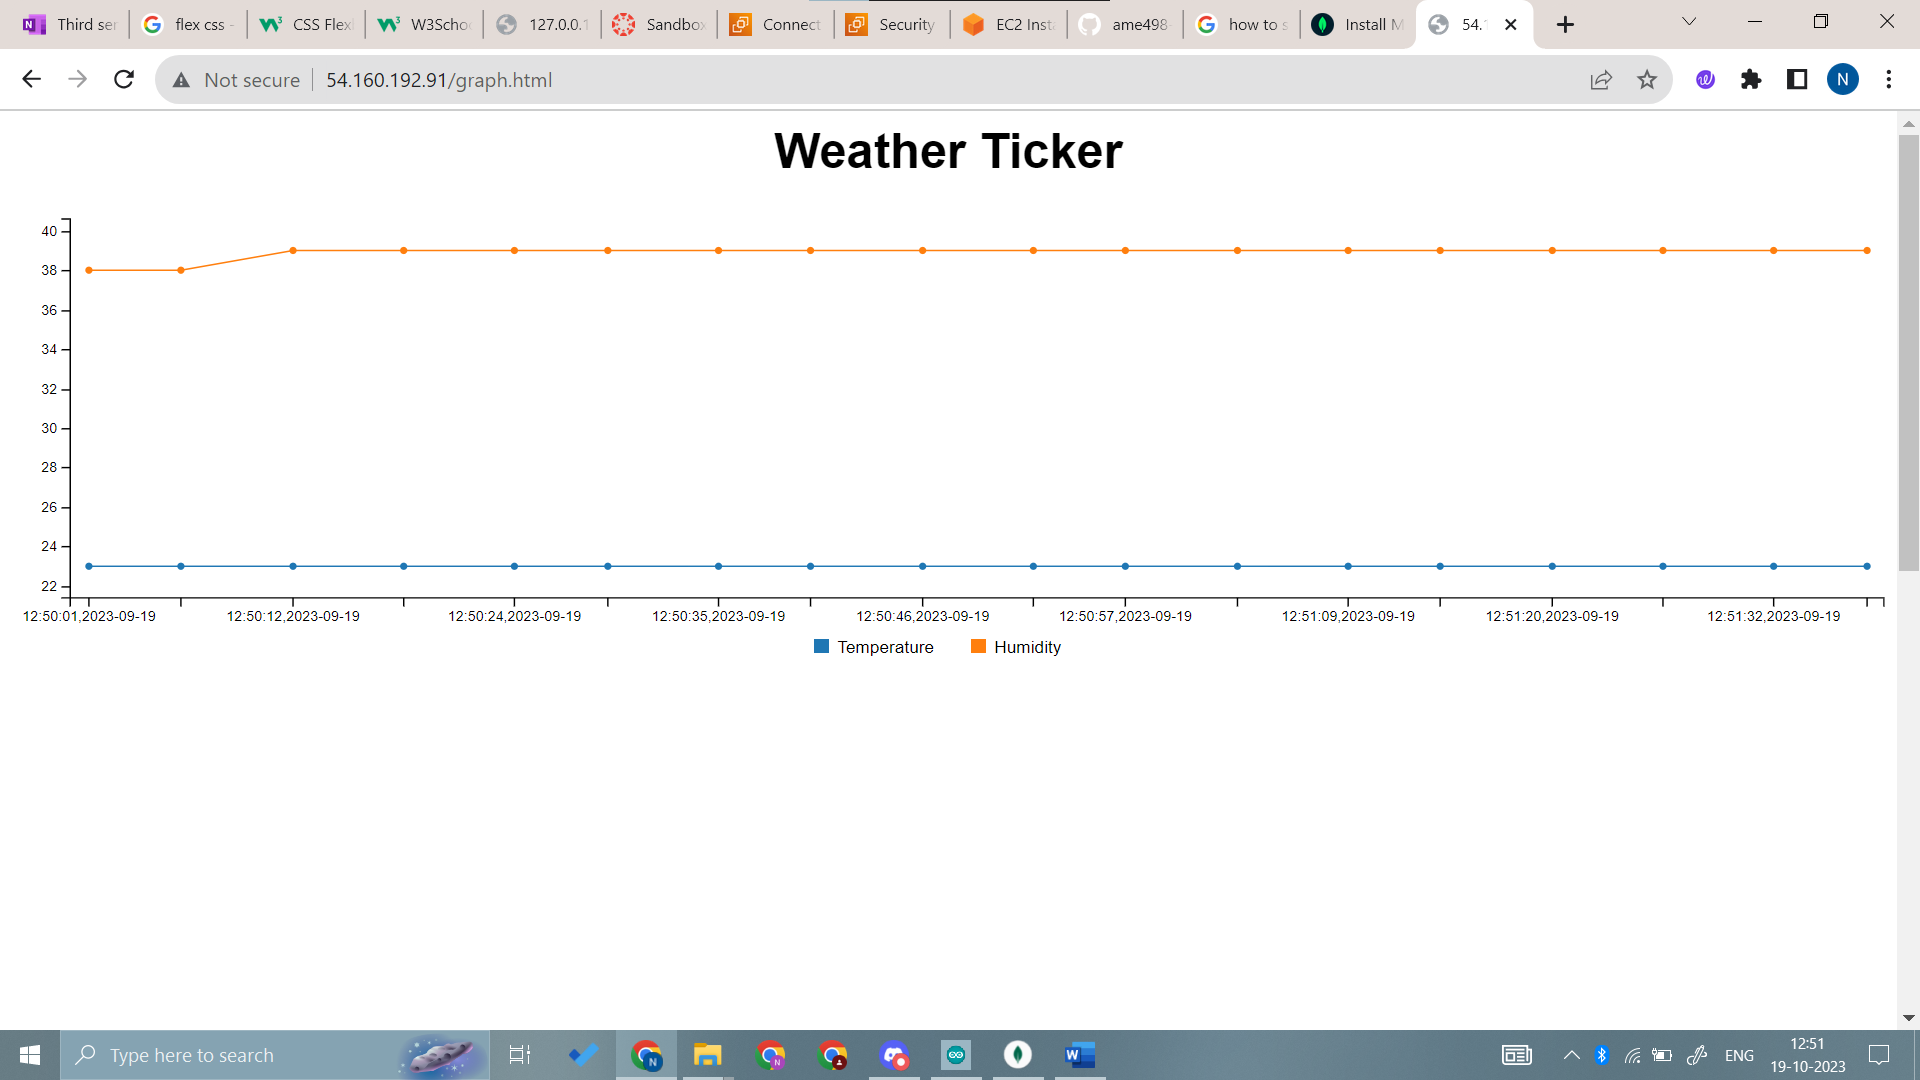 Third ser
flex css -
CSS Flex
W3Scho
127.0.0.1
Sandbox
Connect
Security
EC2 Inst
ame498-
how to s
Install M
54.1
Not secure
54.160.192.91/graph.html
N
Weather Ticker
40
38
36
34
32
30
28
26
24
22
12:50:01,2023-09-19 12:50:12,2023-09-19 12:50:24,2023-09-19 12:50:35,2023-09-19 12:50:46,2023-09-19 12:50:57,2023-09-19 12:51:09,2023-09-19 12:51:20,2023-09-19 12:51:32,2023-09-19
Temperature Humidity
Type here to search
ENG
12:51
19-10-2023